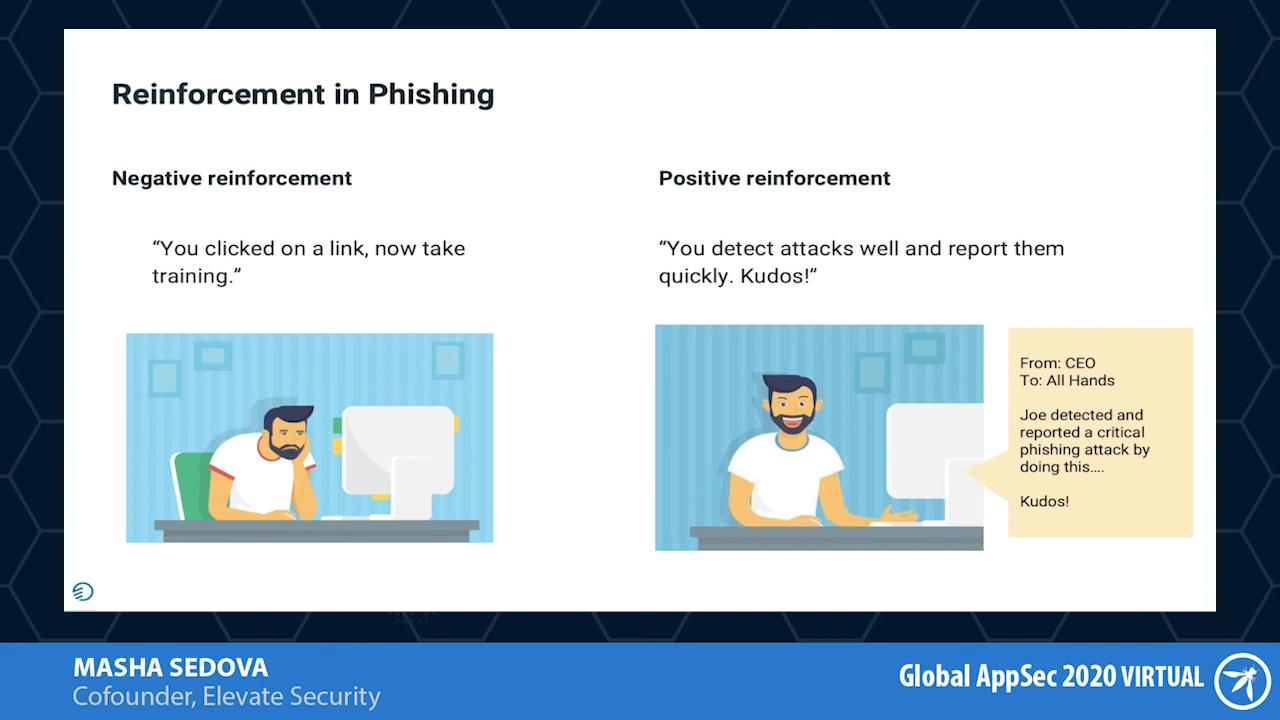 Reinforcement in Phishing
Negative reinforcement
“You clicked on a link, now take
training.”
Positive reinforcement
“You detect attacks well and report them
quickly. Kudos!”
From: CEO
To: All Hands
Joe detected and
reported a critical
phishing attack by
doing this....
Kudos!
MASHA SEDOVA
Cofounder, Elevate Security
Global AppSec 2020 VIRTUAL